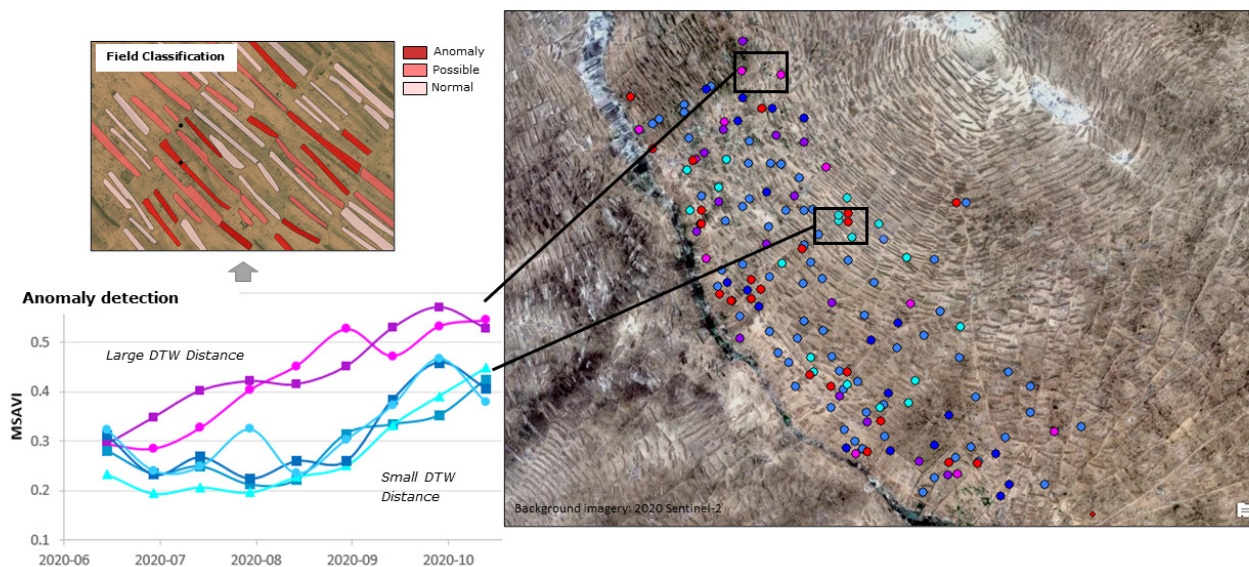 Field Classification
Anomaly
Possible
Normal
Anomaly detection
Large DTW Distance
Small DTW
Distance
MSAVI
0.5
0.4
0.3
0.2
0.1
2020-06
2020-07
2020-08
2020-09
2020-10
Background imagery: 2020 Sentinel-2